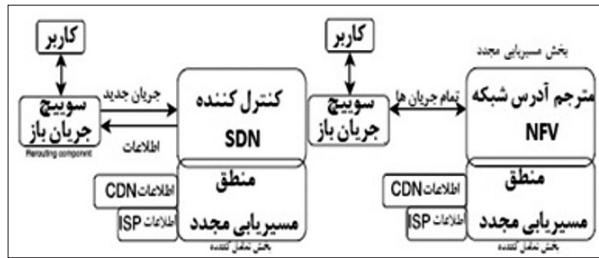 کاربر
سوییچ
جریان باز
Rerouting component
جریان جدید
اطلاعات
کنترل کننده
SDN
منطق
مسیریابی مجدد
اطلاعات CDN
اطلاعات ISP
بخش تعامل کننده
کاربر
سوییچ
جریان باز
تمام جریان ها
بخش مسیریابی مجدد
مترجم آدرس شبکه
NFV
منطق
مسیریابی مجدد
اطلاعات CDN
اطلاعات ISP
بخش تعامل کننده